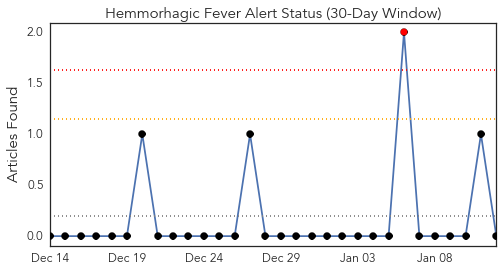 Hemmorhagic Fever Alert Status (30-Day Window)
Articles Found
2.0
1.5
1.0
0.5
0.0
Dec 14 Dec 19 Dec 24 Dec 29 Jan 03 Jan 08